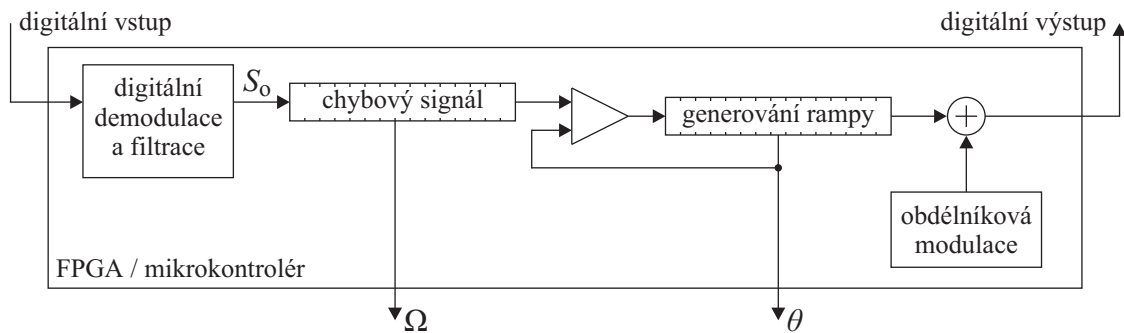 digitální vstup
digitální výstup
digitální
demodulace
a filtrace
So
chybový signál
generování rampy
+
obdélníková
modulace
FPGA / mikrokontrolér
Ω
θ